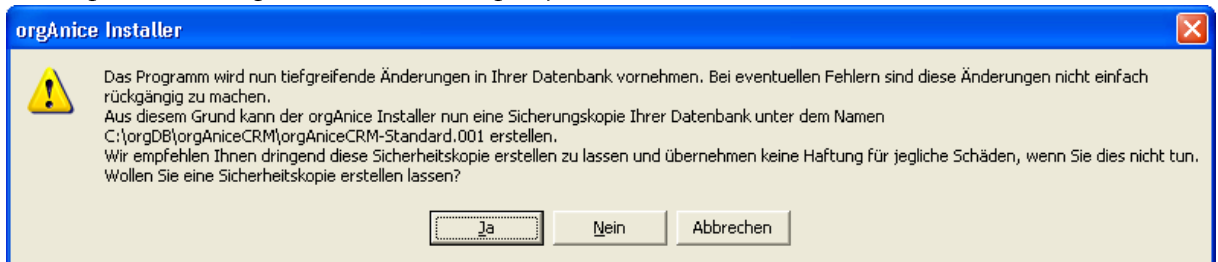 orgAnice Installer
Das Programm wird nun tiefgreifende Änderungen in Ihrer Datenbank vornehmen. Bei eventuellen Fehlern sind diese Änderungen nicht einfach
rückgängig zu machen.
Aus diesem Grund kann der orgAnice Installer nun eine Sicherungskopie Ihrer Datenbank unter dem Namen
C:\orgDB\orgAniceCRM\orgAniceCRM-Standard.001 erstellen.
Wir empfehlen Ihnen dringend diese Sicherheitskopie erstellen zu lassen und übernehmen keine Haftung für jegliche Schäden, wenn Sie dies nicht tun.
Wollen Sie eine Sicherheitskopie erstellen lassen?
Ja Nein Abbrechen